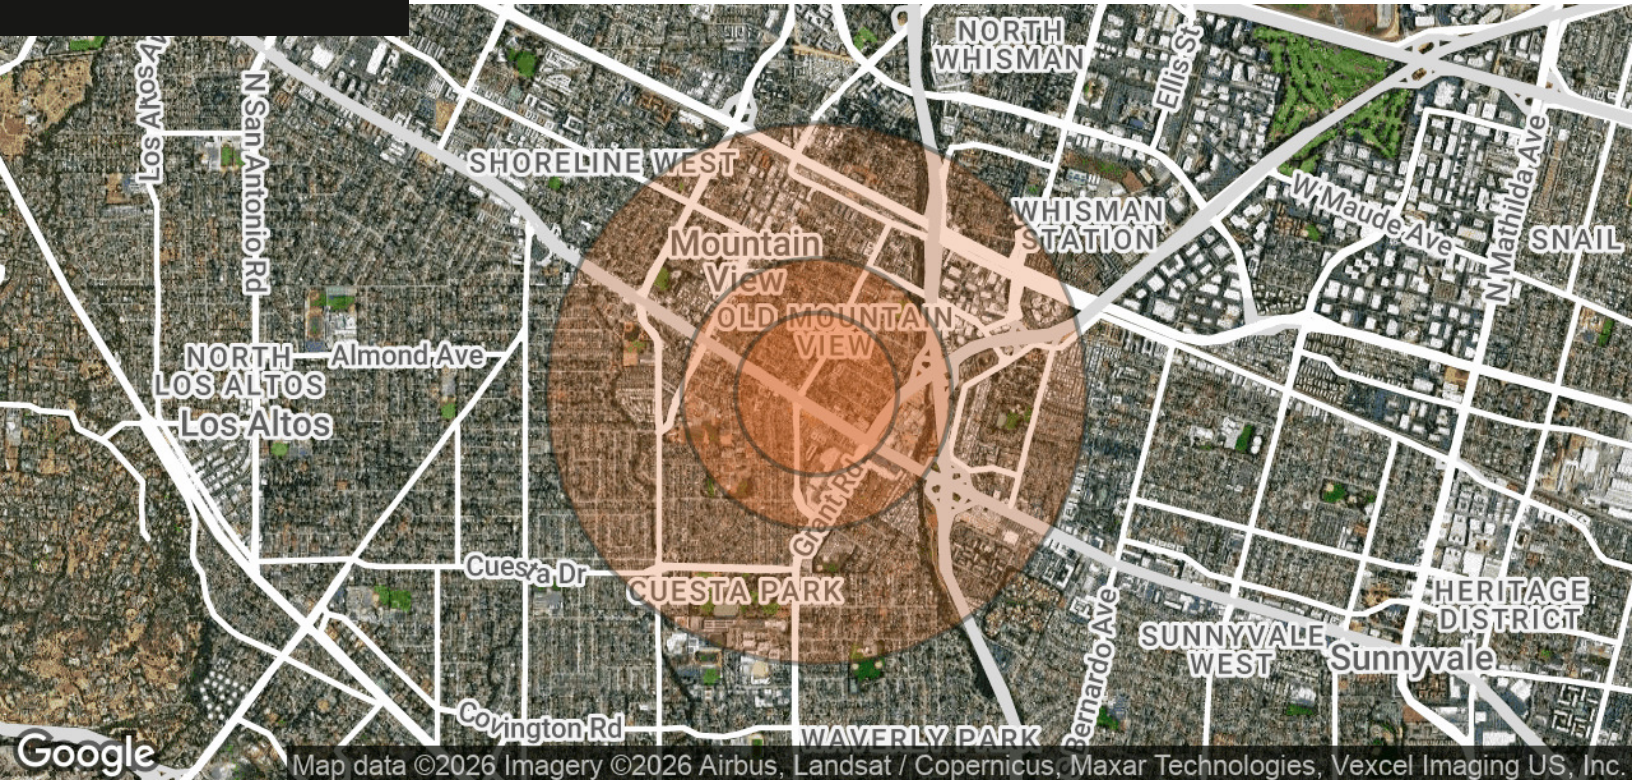 NORTH
WHISMAN
Ellis St
Los Altos Av
N San Antonio Rd
SHORELINE WEST
N Mathilda Ave
W Maude Ave
WHISMAN
STATION
SNAIL
Mountain
View
OLD MOUNTAIN
VIEW
NORTH
LOS ALTOS
Almond Ave
Los Altos
Grant Rd
Cuesta Dr
CUESTA PARK
HERITAGE
DISTRICT
Bernardo Ave
SUNNYVALE
WEST
Sunnyvale
Covington Rd
WAVERLY PARK
Google
Map data ©2026 Imagery ©2026 Airbus, Landsat / Copernicus, Maxar Technologies, Vexcel Imaging US, Inc.